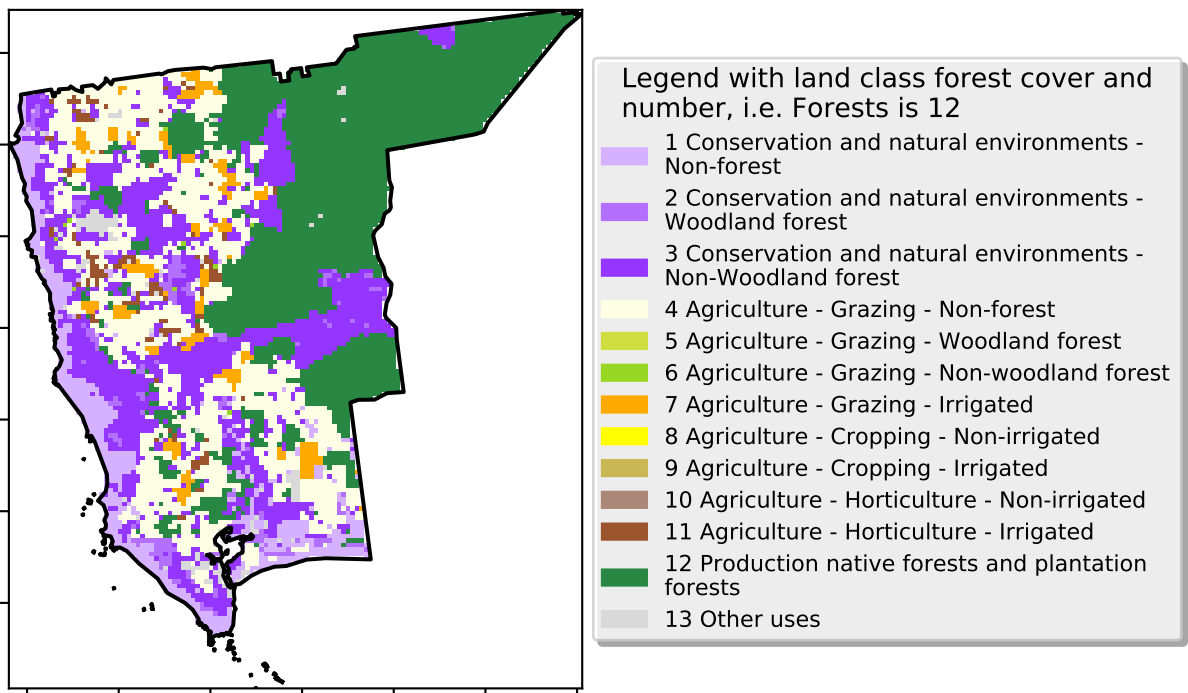 Legend with land class forest cover and
number, i.e. Forests is 12
1 Conservation and natural environments -
Non-forest
2 Conservation and natural environments -
Woodland forest
3 Conservation and natural environments -
Non-Woodland forest
4 Agriculture - Grazing - Non-forest
5 Agriculture - Grazing - Woodland forest
6 Agriculture - Grazing - Non-woodland forest
7 Agriculture - Grazing - Irrigated
8 Agriculture - Cropping - Non-irrigated
9 Agriculture - Cropping - Irrigated
10 Agriculture - Horticulture - Non-irrigated
11 Agriculture - Horticulture - Irrigated
12 Production native forests and plantation
forests
13 Other uses